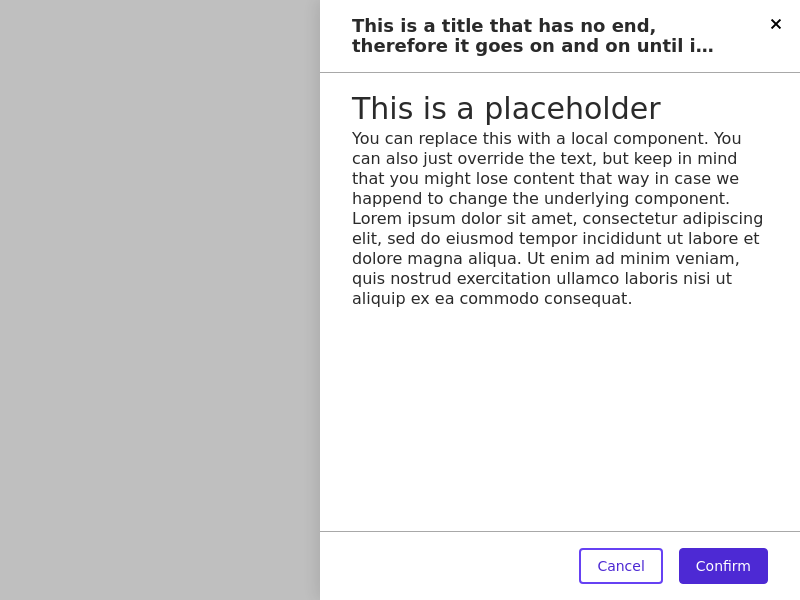 This is a title that has no end,
therefore it goes on and on until i…
This is a placeholder
You can replace this with a local component. You
can also just override the text, but keep in mind
that you might lose content that way in case we
happend to change the underlying component.
Lorem ipsum dolor sit amet, consectetur adipiscing
elit, sed do eiusmod tempor incididunt ut labore et
dolore magna aliqua. Ut enim ad minim veniam,
quis nostrud exercitation ullamco laboris nisi ut
aliquip ex ea commodo consequat.
Cancel
Confirm